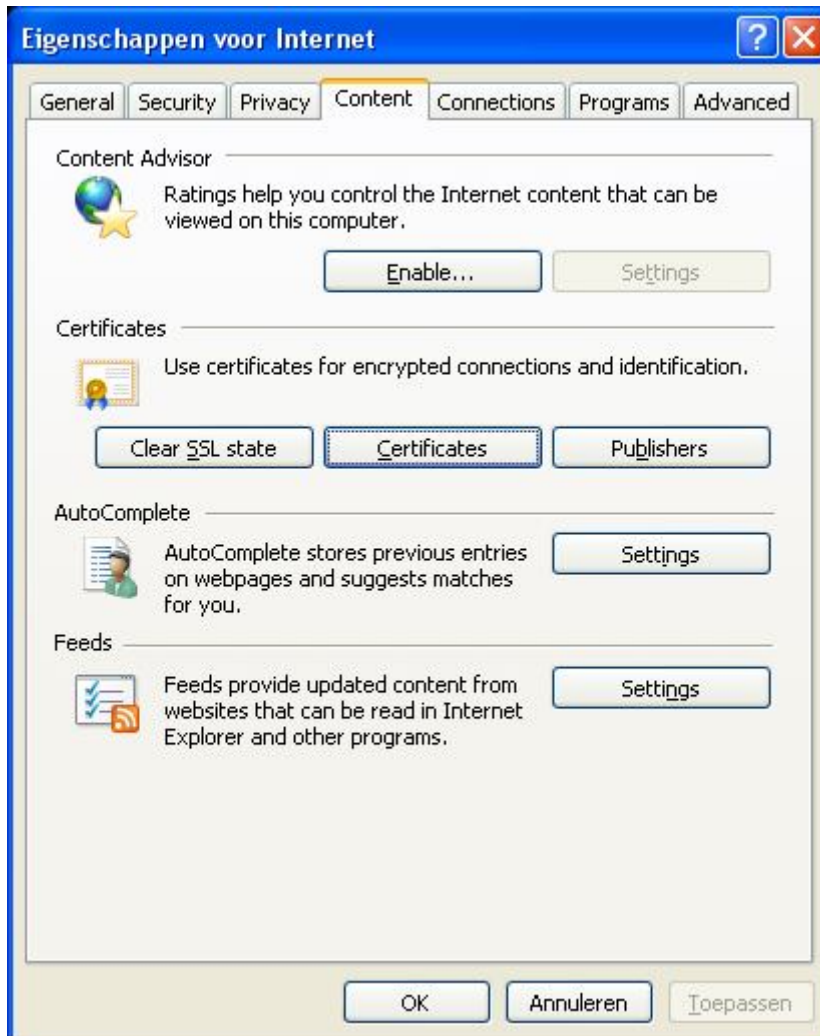 Eigenschappen voor Internet
General Security Privacy Content Connections Programs Advanced
Content Advisor
Ratings help you control the Internet content that can be
viewed on this computer.
Enable... Settings
Certificates
Use certificates for encrypted connections and identification.
Clear SSL state Certificates Publishers
AutoComplete
AutoComplete stores previous entries
on webpages and suggests matches
for you.
Settings
Feeds
Feeds provide updated content from
websites that can be read in Internet
Explorer and other programs.
Settings
OK Annuleren Toepassen